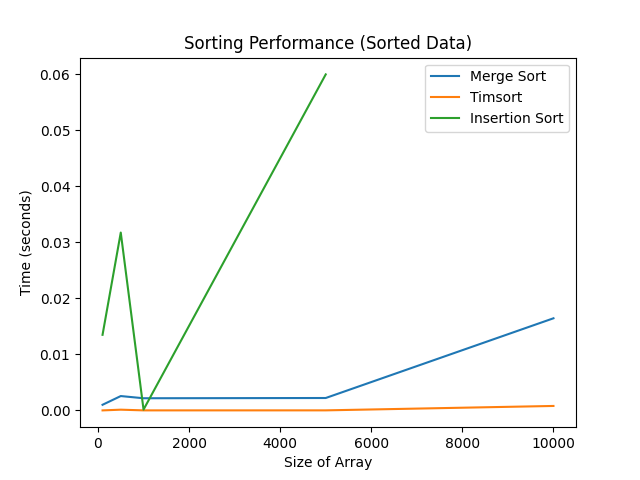 Sorting Performance (Sorted Data)
Merge Sort
Timsort
Insertion Sort
Time (seconds)
0.06
0.05
0.04
0.03
0.02
0.01
0.00
0 2000 4000 6000 8000 10000
Size of Array